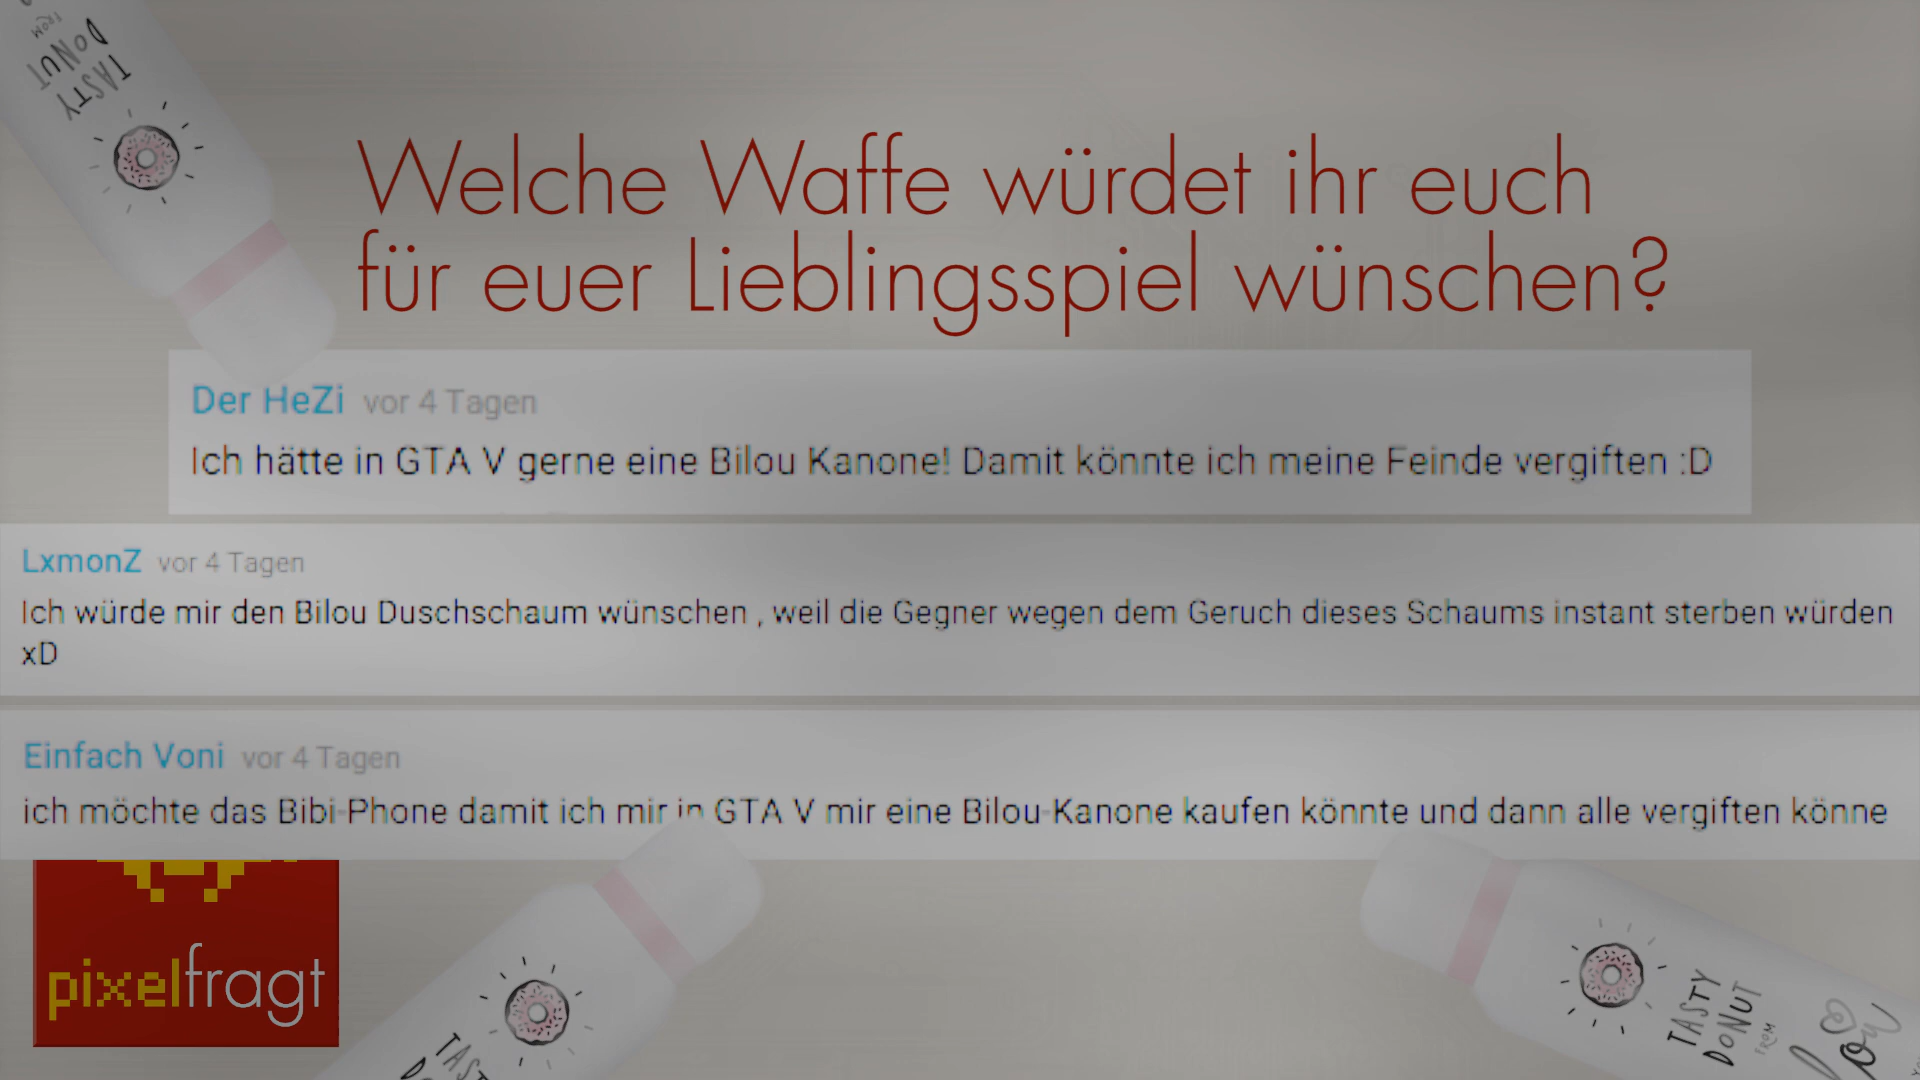 TASTY
DONUT
FROM
Welche Waffe würdet ihr euch
für euer Lieblingsspiel wünschen?
Der HeZi vor 4 Tagen
Ich hätte in GTA V gerne eine Bilou Kanone! Damit könnte ich meine Feinde vergiften :D
LxmonZ vor 4 Tagen
Ich würde mir den Bilou Duschschaum wünschen , weil die Gegner wegen dem Geruch dieses Schaums instant sterben würden
xD
Einfach Voni vor 4 Tagen
ich möchte das Bibi-Phone damit ich mir in GTA V mir eine Bilou-Kanone kaufen könnte und dann alle vergiften könne
pixelfragt
TASTY
DONUT
FROM